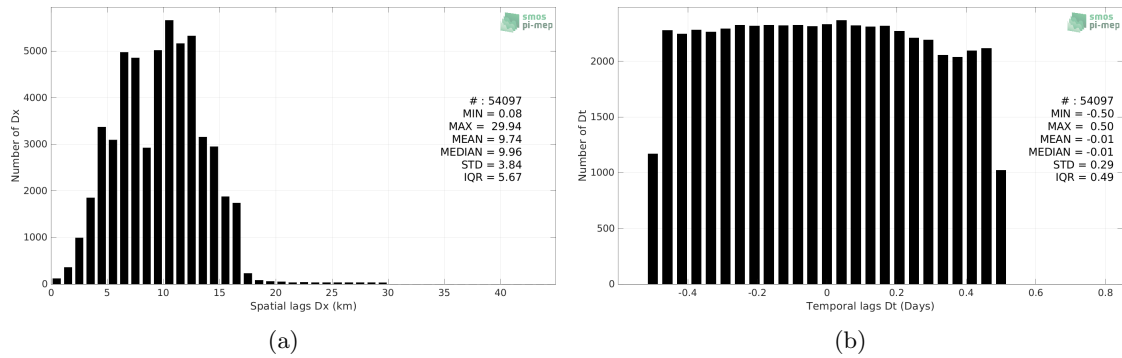 smos
pi-mep
5000
4000
3000
2000
1000
0
Number of Dx
# : 54097
MIN = 0.08
MAX = 29.94
MEAN = 9.74
MEDIAN = 9.96
STD = 3.84
IQR = 5.67
0 5 10 15 20 25 30 35 40
Spatial lags Dx (km)
(a)
smos
pi-mep
2000
1500
1000
500
0
Number of Dt
# : 54097
MIN = -0.50
MAX = 0.50
MEAN = -0.01
MEDIAN = -0.01
STD = 0.29
IQR = 0.49
-0.4 -0.2 0 0.2 0.4 0.6 0.8
Temporal lags Dt (Days)
(b)